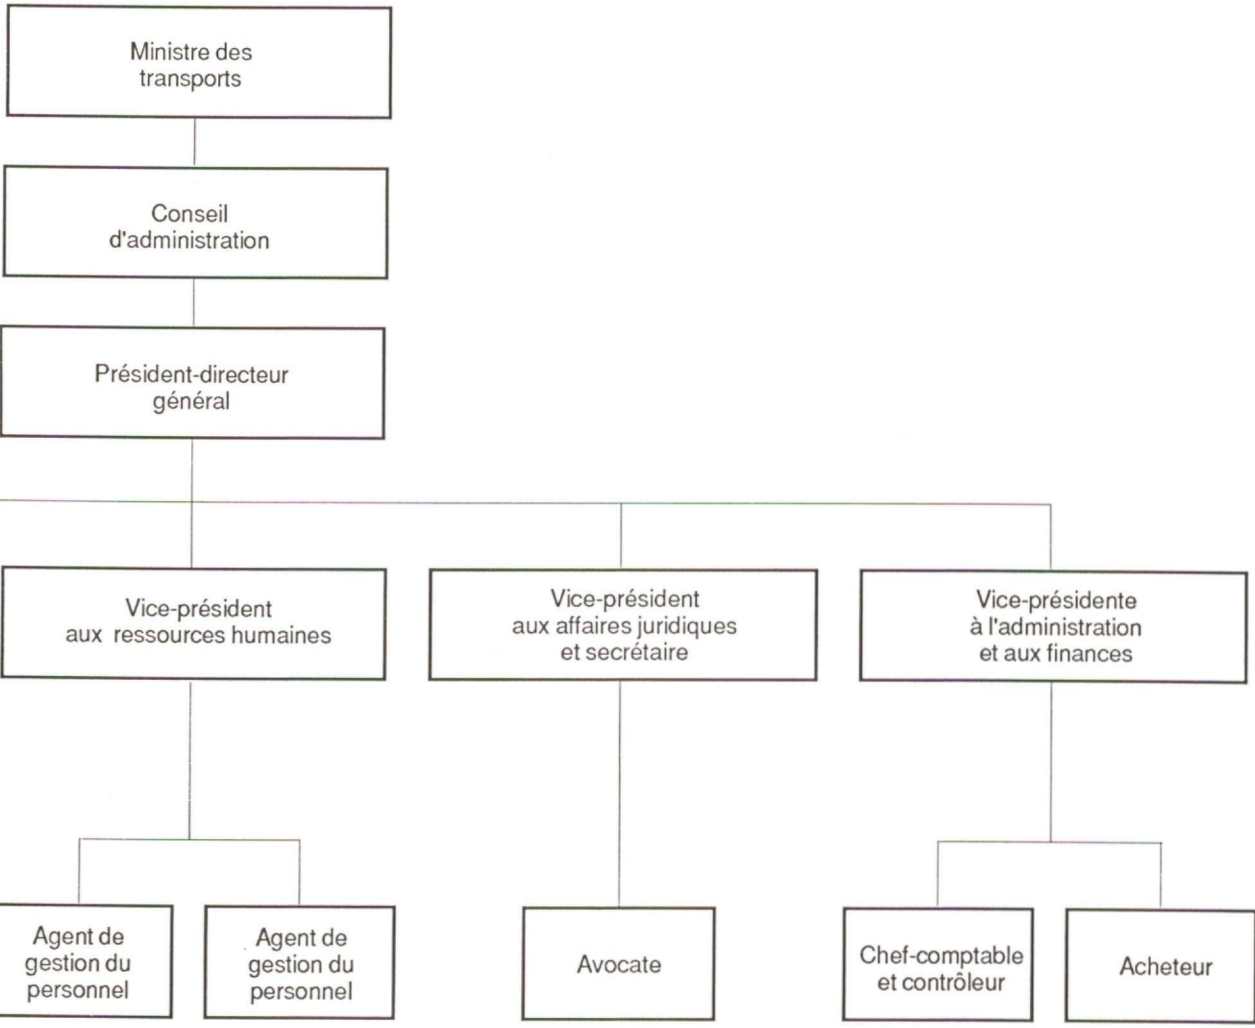 Ministre des
transports
Conseil
d'administration
Président-directeur
général
Vice-président
aux ressources humaines
Vice-président
aux affaires juridiques
et secrétaire
Vice-présidente
à l'administration
et aux finances
Agent de
gestion du
personnel
Agent de
gestion du
personnel
Avocate
Chef-comptable
et contrôleur
Acheteur